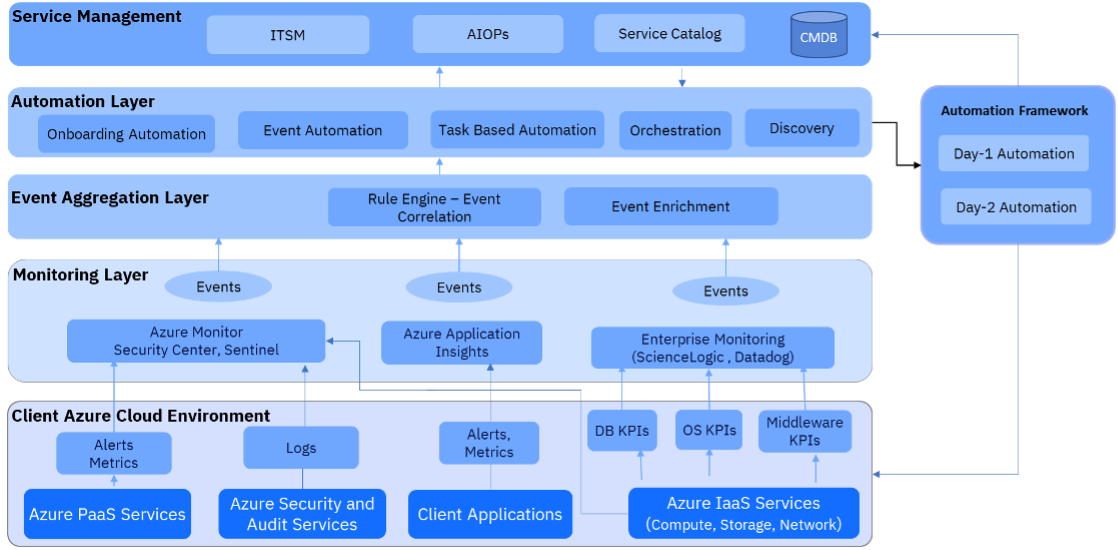 Service Management
ITSM
AIOPs
Service Catalog
CMDB
Automation Layer
Onboarding Automation
Event Automation
Task Based Automation
Orchestration
Discovery
Automation Framework
Day-1 Automation
Day-2 Automation
Event Aggregation Layer
Rule Engine – Event
Correlation
Event Enrichment
Monitoring Layer
Events
Events
Events
Azure Monitor
Security Center, Sentinel
Azure Application
Insights
Enterprise Monitoring
(ScienceLogic , Datadog)
Client Azure Cloud Environment
Alerts
Metrics
Logs
Alerts,
Metrics
DB KPIs
OS KPIs
Middleware
KPIs
Azure PaaS Services
Azure Security and
Audit Services
Client Applications
Azure IaaS Services
(Compute, Storage, Network)